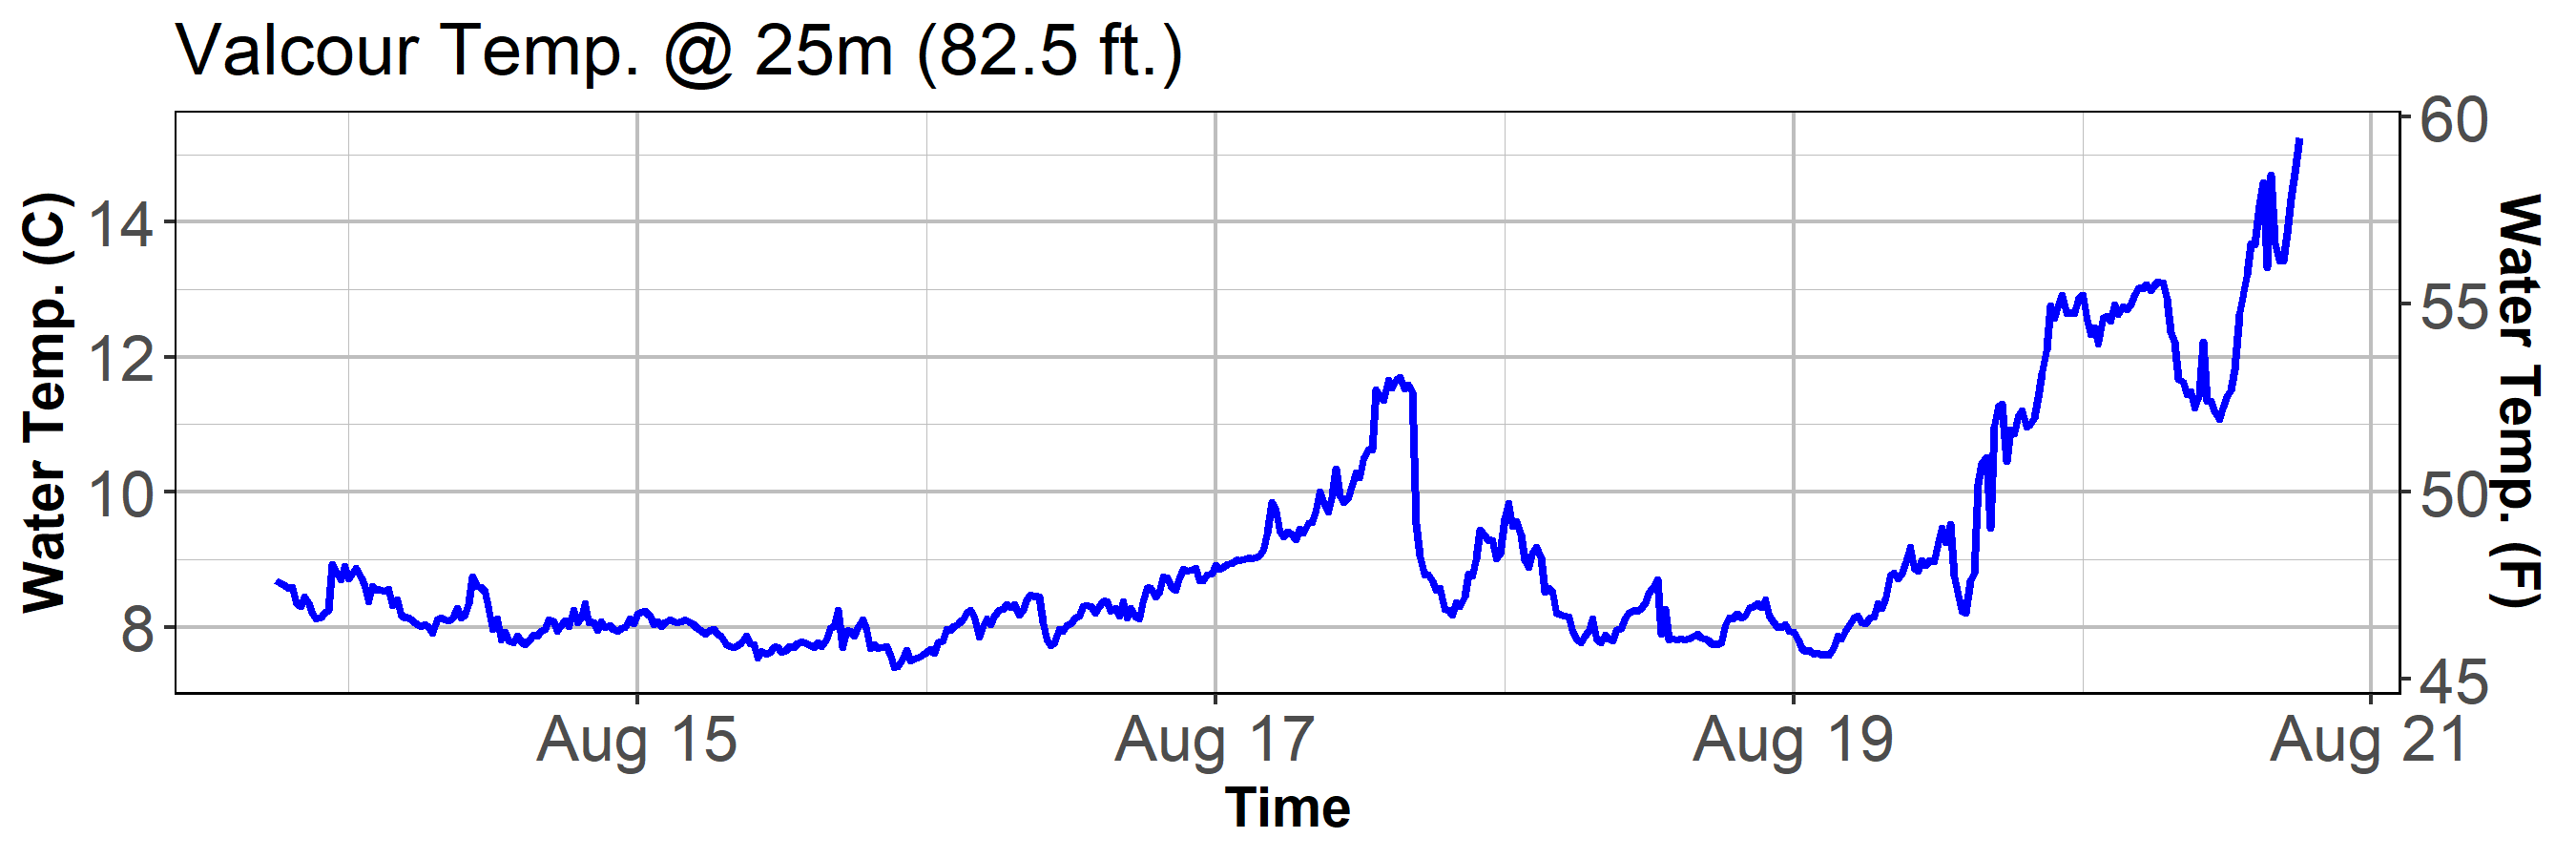 Valcour Temp. @ 25m (82.5 ft.)
Water Temp. (C)
14
12
10
8
60
55
50
45
Water Temp. (F)
Aug 15
Aug 17
Aug 19
Aug 21
Time